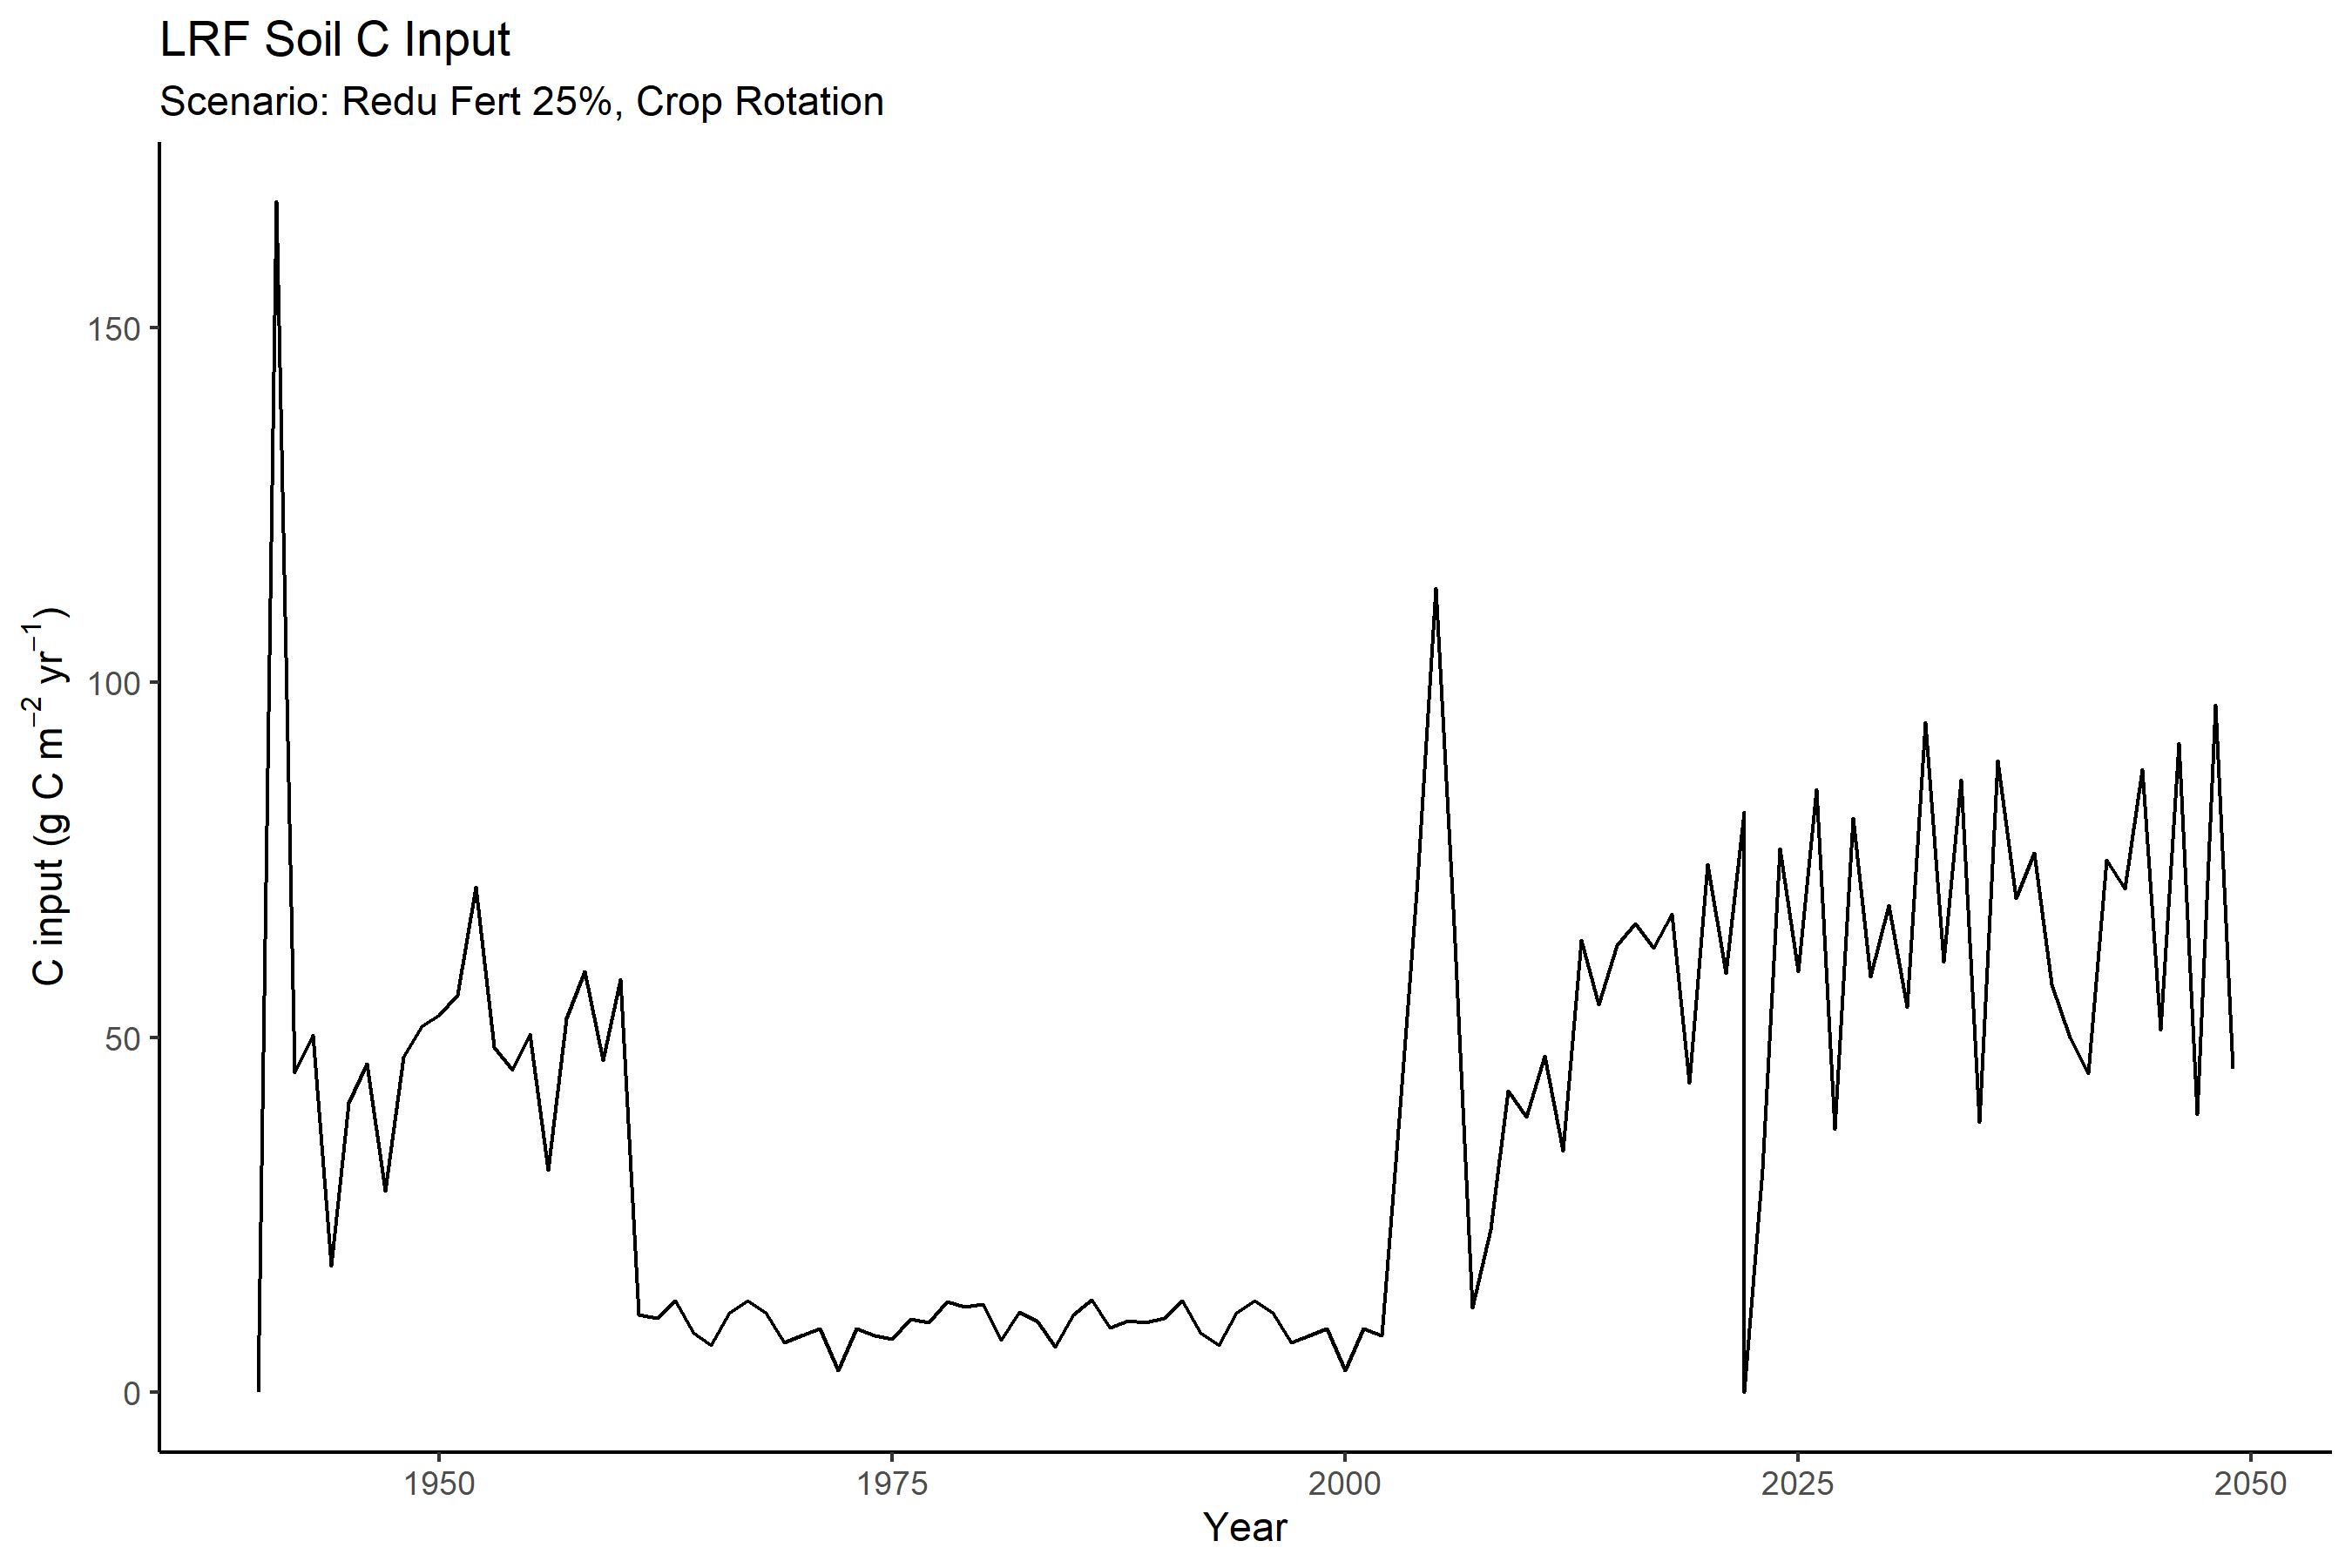 LRF Soil C Input
Scenario: Redu Fert 25%, Crop Rotation
C input (g C m⁻² yr⁻¹)
150
100
50
0
1950 1975 2000 2025 2050
Year